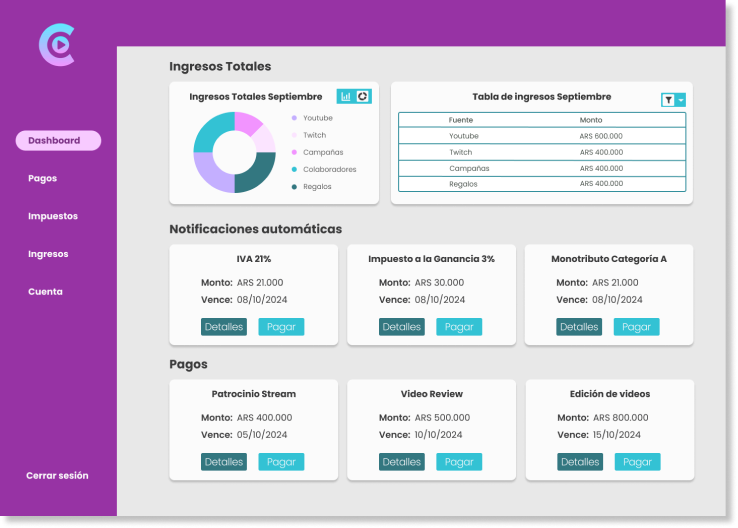 Ingresos Totales
Ingresos Totales Septiembre
Youtube
Twitch
Campañas
Colaboradores
Regalos
Tabla de ingresos Septiembre
Fuente Monto
Youtube ARS 600.000
Twitch ARS 400.000
Campañas ARS 400.000
Regalos ARS 400.000
Dashboard
Pagos
Impuestos
Ingresos
Cuenta
Cerrar sesión
Notificaciones automáticas
IVA 21%
Monto: ARS 21.000
Vence: 08/10/2024
Detalles Pagar
Impuesto a la Ganancia 3%
Monto: ARS 30.000
Vence: 08/10/2024
Detalles Pagar
Monotributo Categoría A
Monto: ARS 21.000
Vence: 08/10/2024
Detalles Pagar
Pagos
Patrocinio Stream
Monto: ARS 400.000
Vence: 05/10/2024
Detalles Pagar
Video Review
Monto: ARS 500.000
Vence: 10/10/2024
Detalles Pagar
Edición de videos
Monto: ARS 800.000
Vence: 15/10/2024
Detalles Pagar